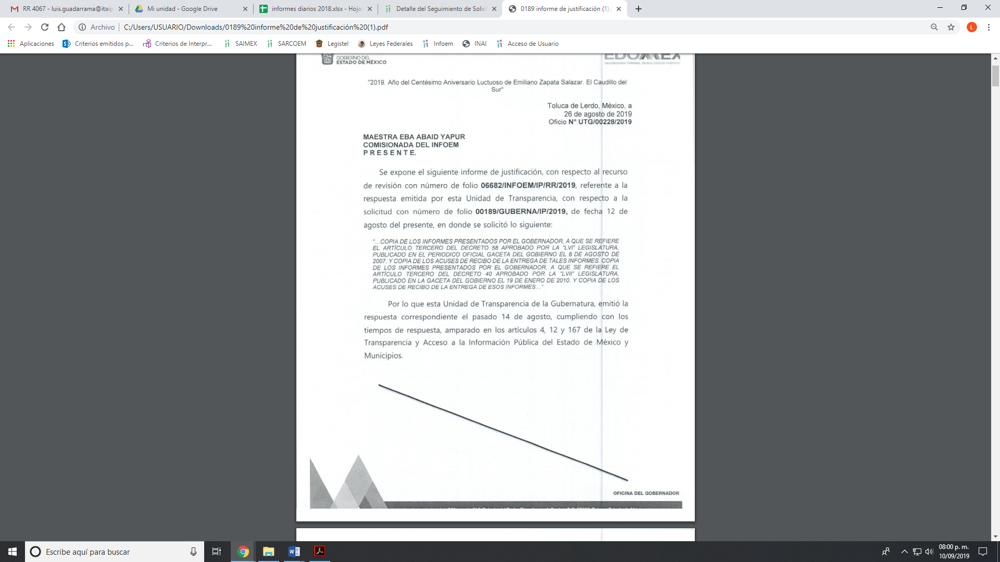 RR 4067 - luis.guadarrama@itaip
Mi unidad - Google Drive
informes diarios 2018.xlsx - Hoja
Detalle del Seguimiento de Solici
0189 informe de justificación (1).
Archivo
C:/Users/USUARIO/Downloads/0189%20informe%20de%20justificación%20(1).pdf
L
Aplicaciones
Criterios emitidos p...
Criterios de Interpr...
SAIMEX
SARCOEM
Legistel
Leyes Federales
Infoem
INAI
Acceso de Usuario
GOBIERNO DEL
ESTADO DE MÉXICO
EDOMEX
DECISIONES FIRMES, RESULTADOS FUERTES
"2019. Año del Centésimo Aniversario Luctuoso de Emiliano Zapata Salazar. El Caudillo del
Sur"
Toluca de Lerdo, México, a
26 de agosto de 2019
Oficio N° UTG/00228/2019
MAESTRA EBA ABAID YAPUR
COMISIONADA DEL INFOEM
P R E S E N T E.
Se expone el siguiente informe de justificación, con respecto al recurso
de revisión con número de folio 06682/INFOEM/IP/RR/2019, referente a la
respuesta emitida por esta Unidad de Transparencia, con respecto a la
solicitud con número de folio 00189/GUBERNA/IP/2019, de fecha 12 de
agosto del presente, en donde se solicitó lo siguiente:
"...COPIA DE LOS INFORMES PRESENTADOS POR EL GOBERNADOR, A QUE SE REFIERE
EL ARTÍCULO TERCERO DEL DECRETO 58 APROBADO POR LA "LVI" LEGISLATURA,
PUBLICADO EN EL PERIODICO OFICIAL GACETA DEL GOBIERNO EL 8 DE AGOSTO DE
2007. Y COPIA DE LOS ACUSES DE RECIBO DE LA ENTREGA DE TALES INFORMES. COPIA
DE LOS INFORMES PRESENTADOS POR EL GOBERNADOR, A QUE SE REFIERE EL
ARTÍCULO TERCERO DEL DECRETO 40 APROBADO POR LA "LVII" LEGISLATURA,
PUBLICADO EN LA GACETA DEL GOBIERNO EL 19 DE ENERO DE 2010. Y COPIA DE LOS
ACUSES DE RECIBO DE LA ENTREGA DE ESOS INFORMES..."
Por lo que esta Unidad de Transparencia de la Gubernatura, emitió la
respuesta correspondiente el pasado 14 de agosto, cumpliendo con los
tiempos de respuesta, amparado en los artículos 4, 12 y 167 de la Ley de
Transparencia y Acceso a la Información Pública del Estado de México y
Municipios.
OFICINA DEL GOBERNADOR
Escribe aquí para buscar
08:00 p. m.
10/09/2019